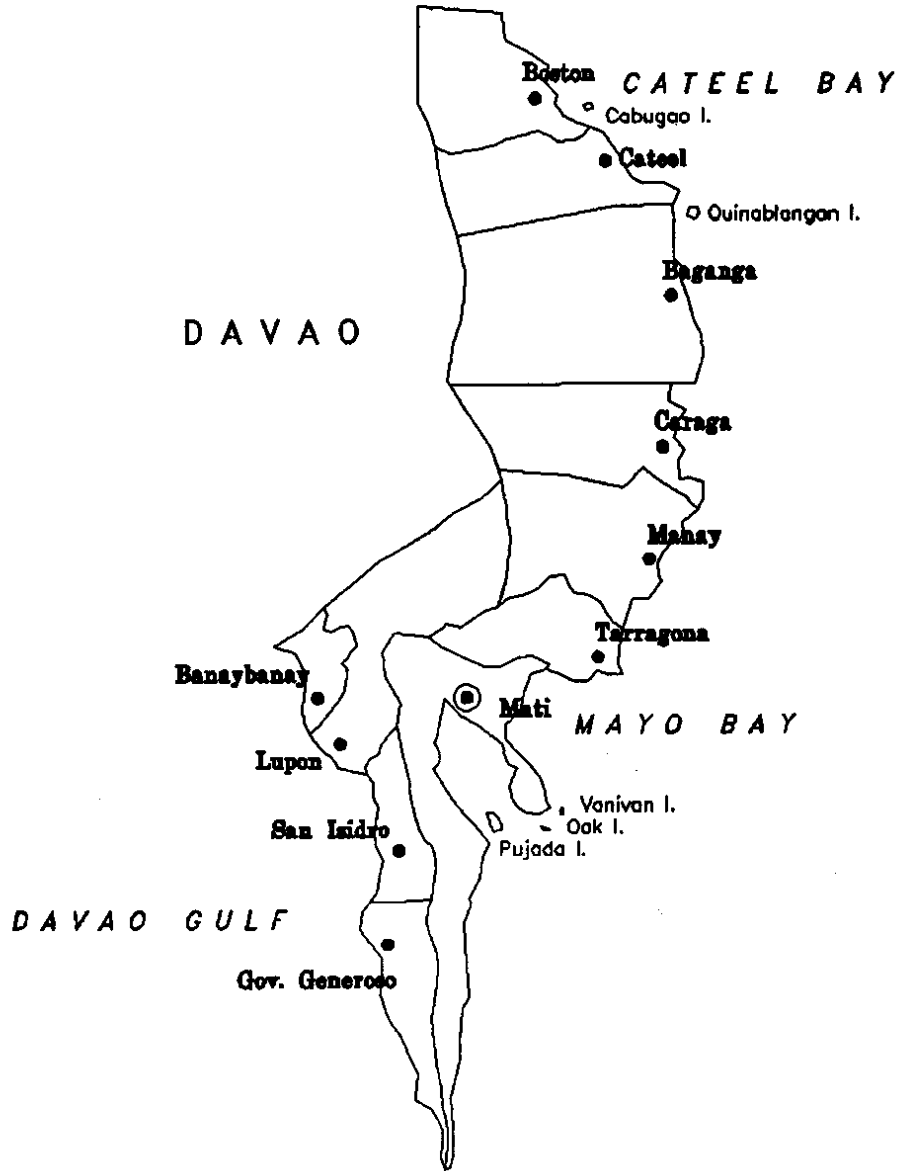 Boston
CATEEL BAY
Cabugao I.
Cateel
Quinablangan I.
Baganga
DAVAO
Caraga
Manay
Tarragona
Banaybanay
Mati
MAYO BAY
Lupon
Vanivan I.
San Isidro
Oak I.
Pujada I.
DAVAO GULF
Gov. Generoso